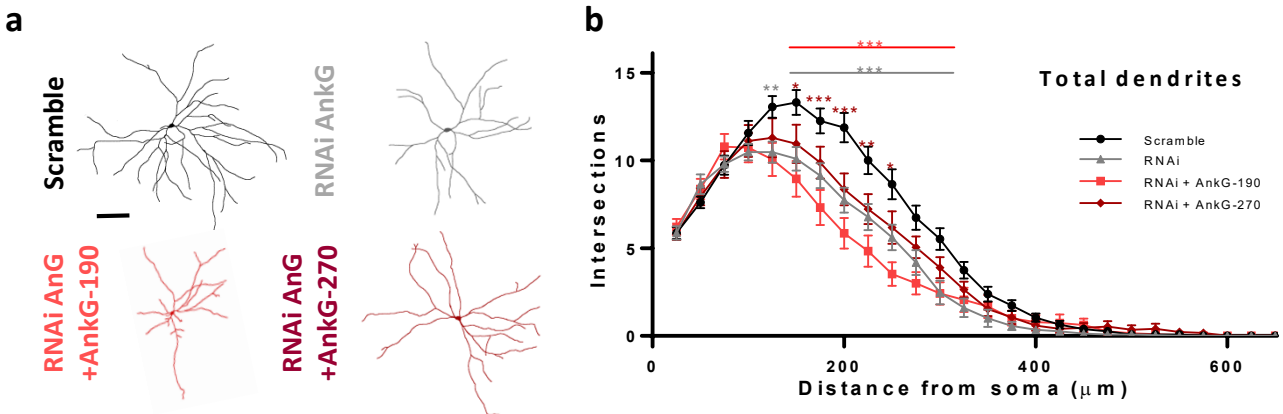 a
Scramble
RNAi AnkG
RNAi AnG
+AnkG-190
RNAi AnG
+AnkG-270
b
***
***
Total dendrites
** * *** *** ** *
15
10
5
0
Intersections
Scramble
RNAi
RNAi + AnkG-190
RNAi + AnkG-270
0 200 400 600
Distance from soma (μm)